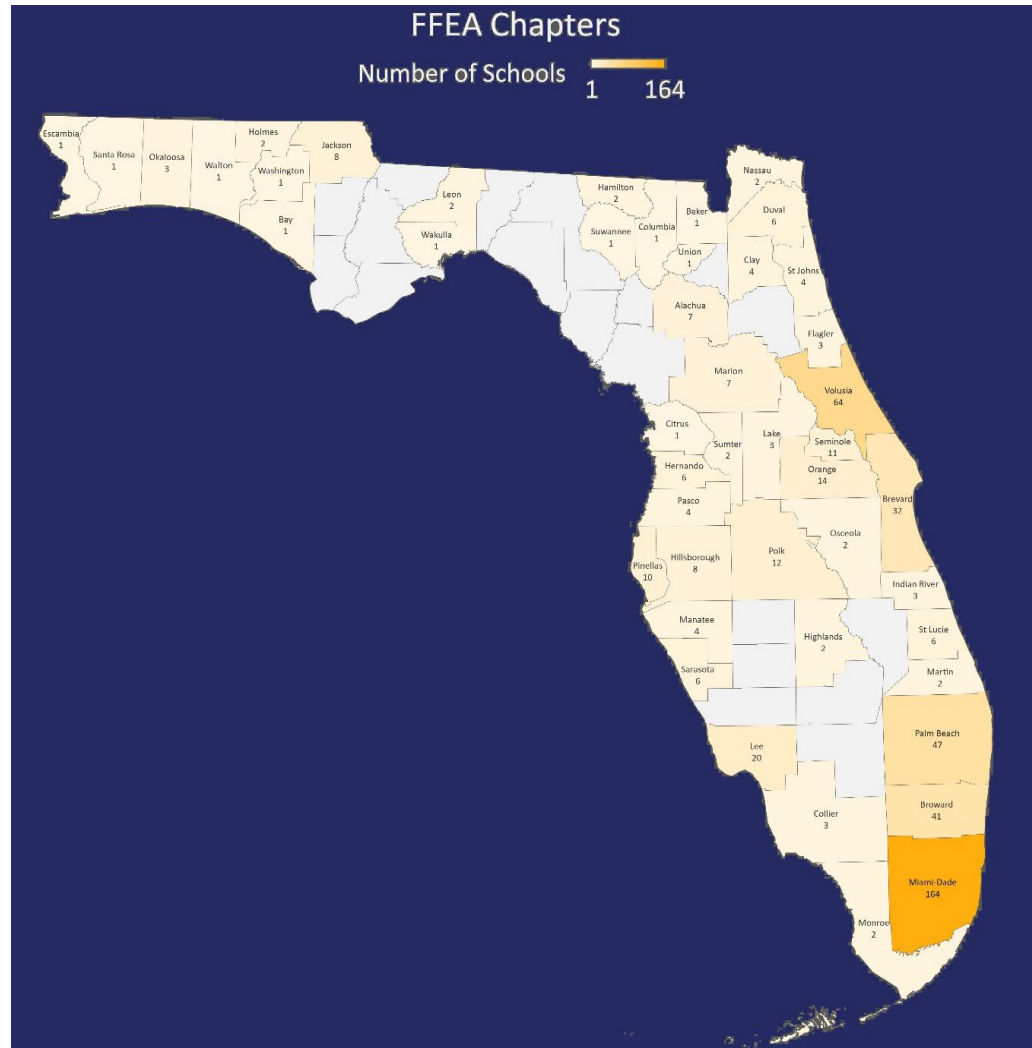 FFEA Chapters
Number of Schools
1 164
Escambia
1
Santa Rosa
1
Okaloosa
3
Walton
1
Holmes
2
Washington
1
Jackson
8
Bay
1
Leon
2
Wakulla
1
Hamilton
2
Suwannee
1
Columbia
1
Baker
1
Union
1
Nassau
2
Duval
6
Clay
4
St Johns
4
Alachua
7
Flagler
3
Marion
7
Volusia
64
Citrus
1
Sumter
2
Lake
3
Seminole
11
Hernando
6
Orange
14
Pasco
4
Brevard
32
Osceola
2
Pinellas
10
Hillsborough
8
Polk
12
Indian River
3
Manatee
4
Highlands
2
St Lucie
6
Sarasota
6
Martin
2
Lee
20
Palm Beach
47
Collier
3
Broward
41
Miami-Dade
164
Monroe
2